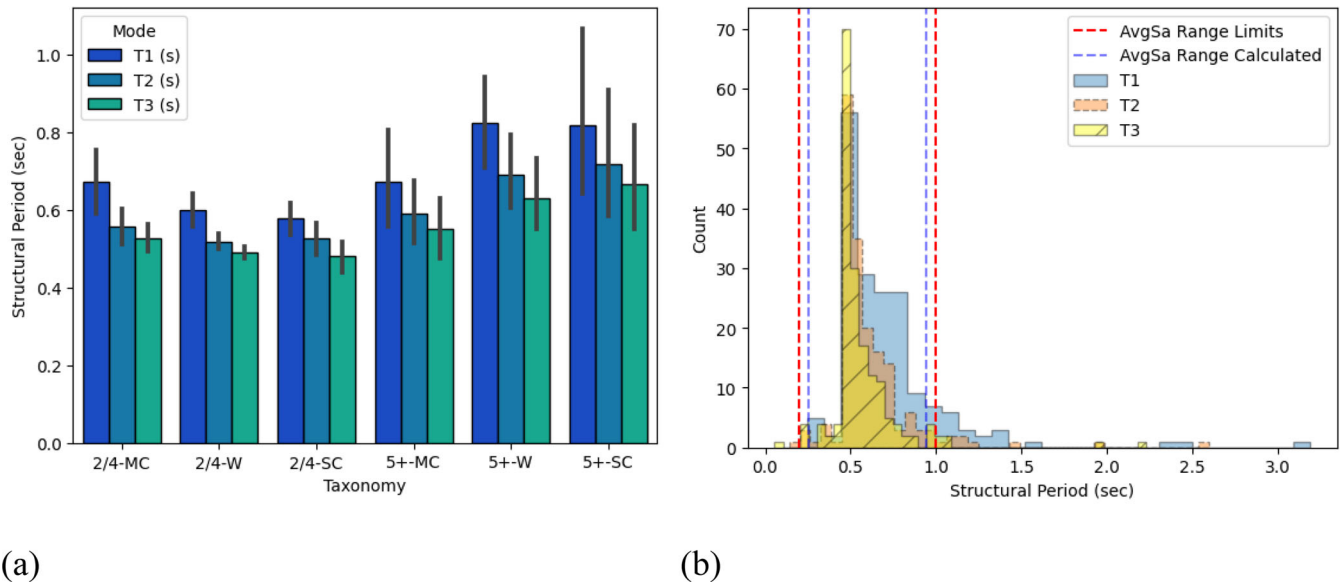 Mode
T1 (s)
T2 (s)
T3 (s)
1.0
0.8
0.6
0.4
0.2
0.0
Structural Period (sec)
2/4-MC 2/4-W 2/4-SC 5+-MC 5+-W 5+-SC
Taxonomy
(a)
AvgSa Range Limits
AvgSa Range Calculated
T1
T2
T3
70
60
50
40
30
20
10
0
Count
0.0 0.5 1.0 1.5 2.0 2.5 3.0
Structural Period (sec)
(b)